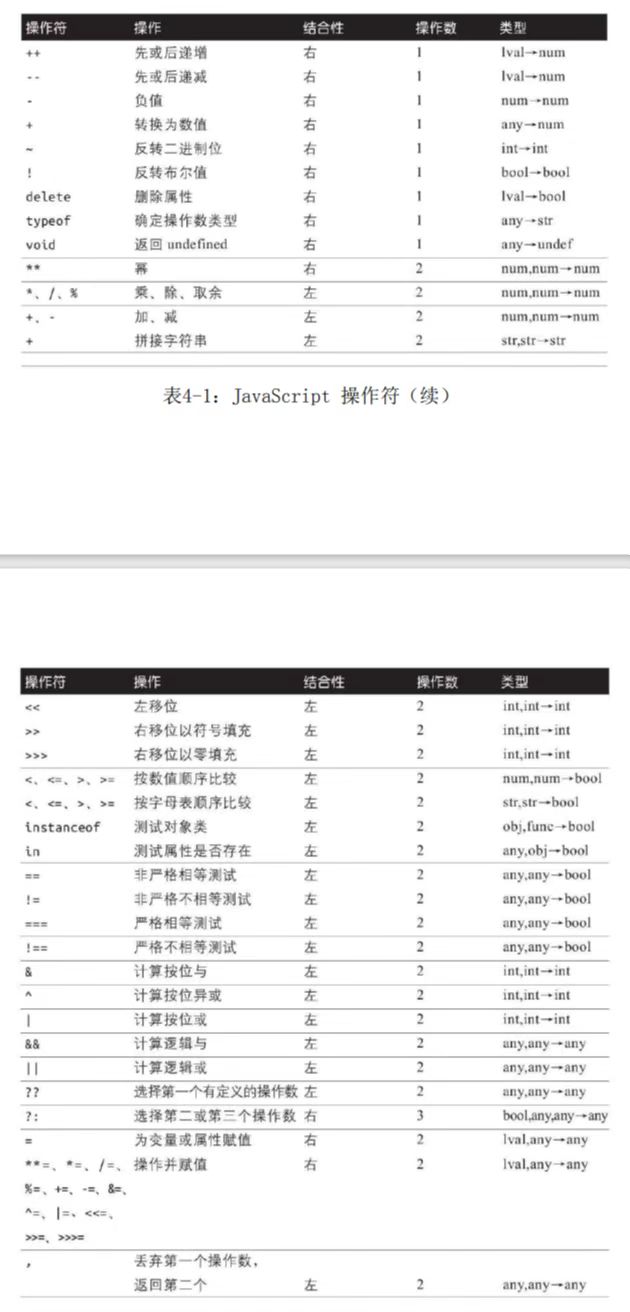 操作符 操作 结合性 操作数 类型
++ 先或后递增 右 1 lval→num
-- 先或后递减 右 1 lval→num
- 负值 右 1 num→num
+ 转换为数值 右 1 any→num
~ 反转二进制位 右 1 int→int
! 反转布尔值 右 1 bool→bool
delete 删除属性 右 1 lval→bool
typeof 确定操作数类型 右 1 any→str
void 返回 undefined 右 1 any→undef
** 幂 右 2 num,num→num
*、/、% 乘、除、取余 左 2 num,num→num
+、- 加、减 左 2 num,num→num
+ 拼接字符串 左 2 str,str→str
表4-1: JavaScript 操作符（续）
操作符 操作 结合性 操作数 类型
<< 左移位 左 2 int,int→int
>> 右移位以符号填充 左 2 int,int→int
>>> 右移位以零填充 左 2 int,int→int
<、<=、>、>= 按数值顺序比较 左 2 num,num→bool
<、<=、>、>= 按字母表顺序比较 左 2 str,str→bool
instanceof 测试对象类 左 2 obj,func→bool
in 测试属性是否存在 左 2 any,obj→bool
== 非严格相等测试 左 2 any,any→bool
!= 非严格不相等测试 左 2 any,any→bool
=== 严格相等测试 左 2 any,any→bool
!== 严格不相等测试 左 2 any,any→bool
& 计算按位与 左 2 int,int→int
^ 计算按位异或 左 2 int,int→int
| 计算按位或 左 2 int,int→int
&& 计算逻辑与 左 2 any,any→any
|| 计算逻辑或 左 2 any,any→any
?? 选择第一个有定义的操作数 左 2 any,any→any
?: 选择第二或第三个操作数 右 3 bool,any,any→any
= 为变量或属性赋值 右 2 lval,any→any
**=、*=、/=、 操作并赋值 右 2 lval,any→any
%=、+=、-=、&=、
^=、|=、<<=、
>>=、>>>=
, 丢弃第一个操作数，
返回第二个 左 2 any,any→any